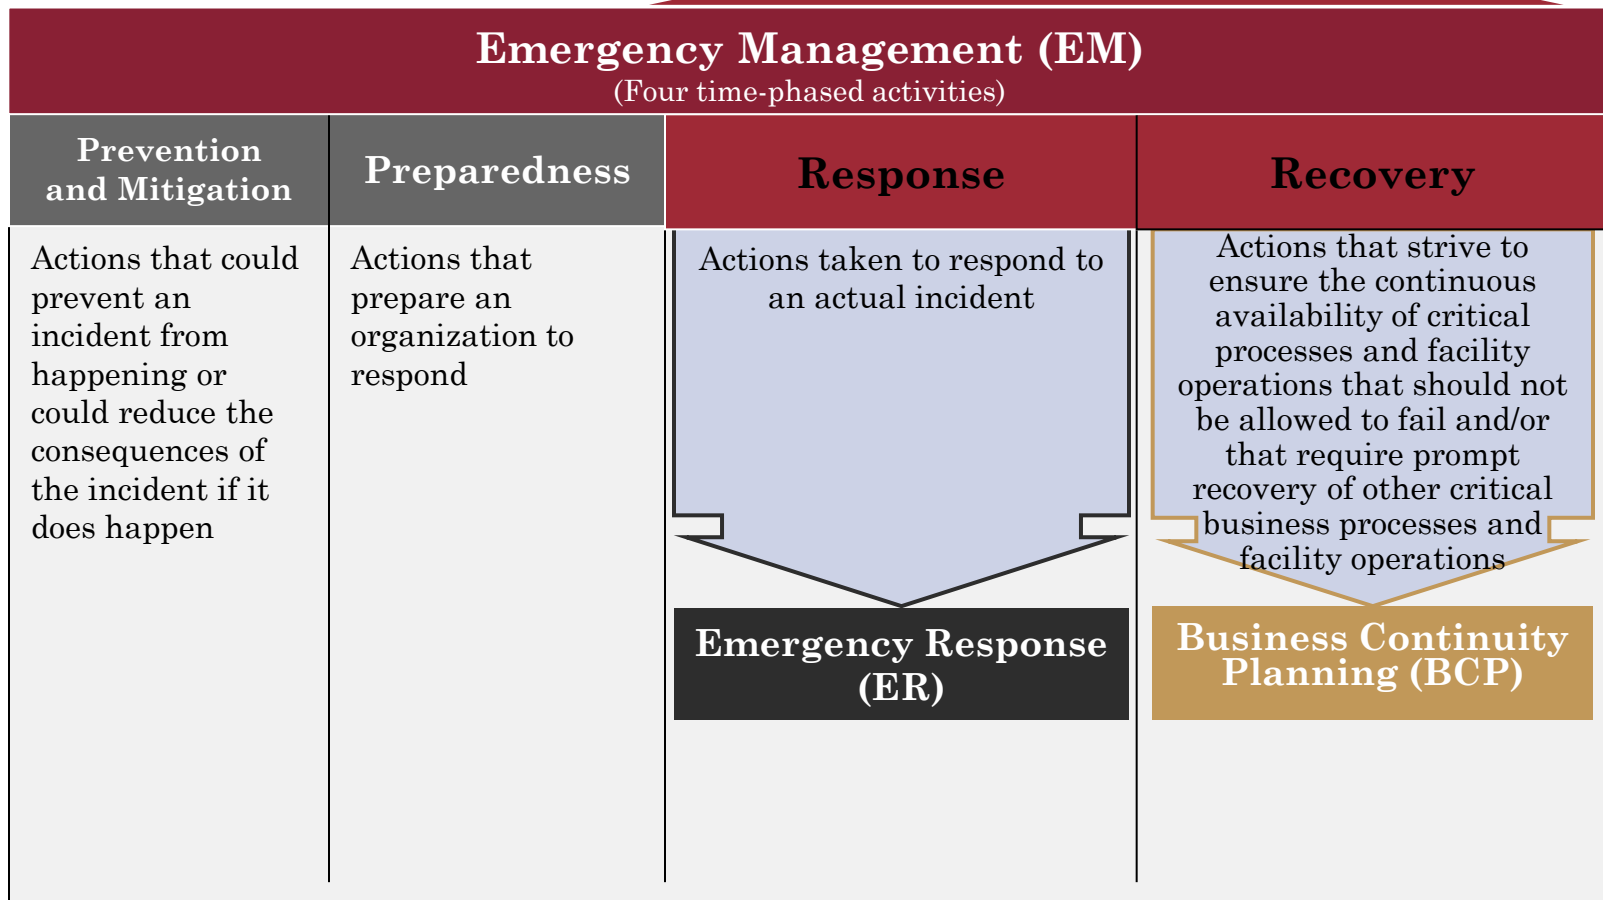 Emergency Management (EM)
(Four time-phased activities)
Prevention
and Mitigation
Preparedness
Response
Recovery
Actions that could
prevent an
incident from
happening or
could reduce the
consequences of
the incident if it
does happen
Actions that
prepare an
organization to
respond
Actions taken to respond to
an actual incident
Actions that strive to
ensure the continuous
availability of critical
processes and facility
operations that should not
be allowed to fail and/or
that require prompt
recovery of other critical
business processes and
facility operations
Emergency Response
(ER)
Business Continuity
Planning (BCP)